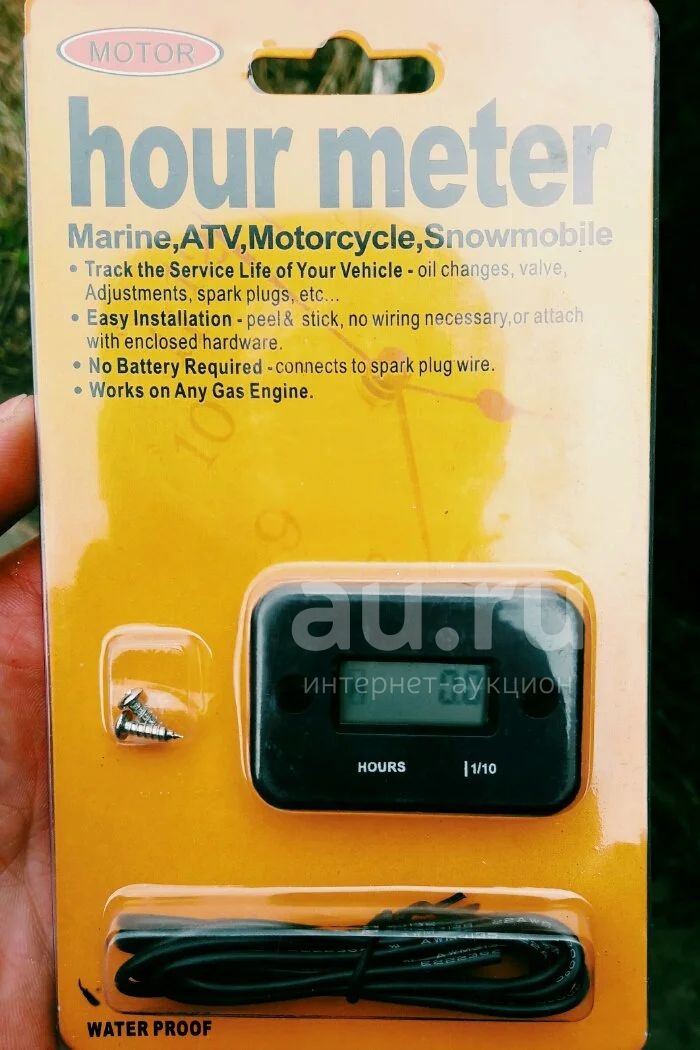 MOTOR
hour meter
Marine,ATV,Motorcycle,Snowmobile
• Track the Service Life of Your Vehicle - oil changes, valve,
Adjustments, spark plugs, etc...
• Easy Installation - peel & stick, no wiring necessary,or attach
with enclosed hardware.
• No Battery Required -connects to spark plug wire.
• Works on Any Gas Engine.
10
9
au.ru
интернет-аукцион
HOURS
1/10
WATER PROOF